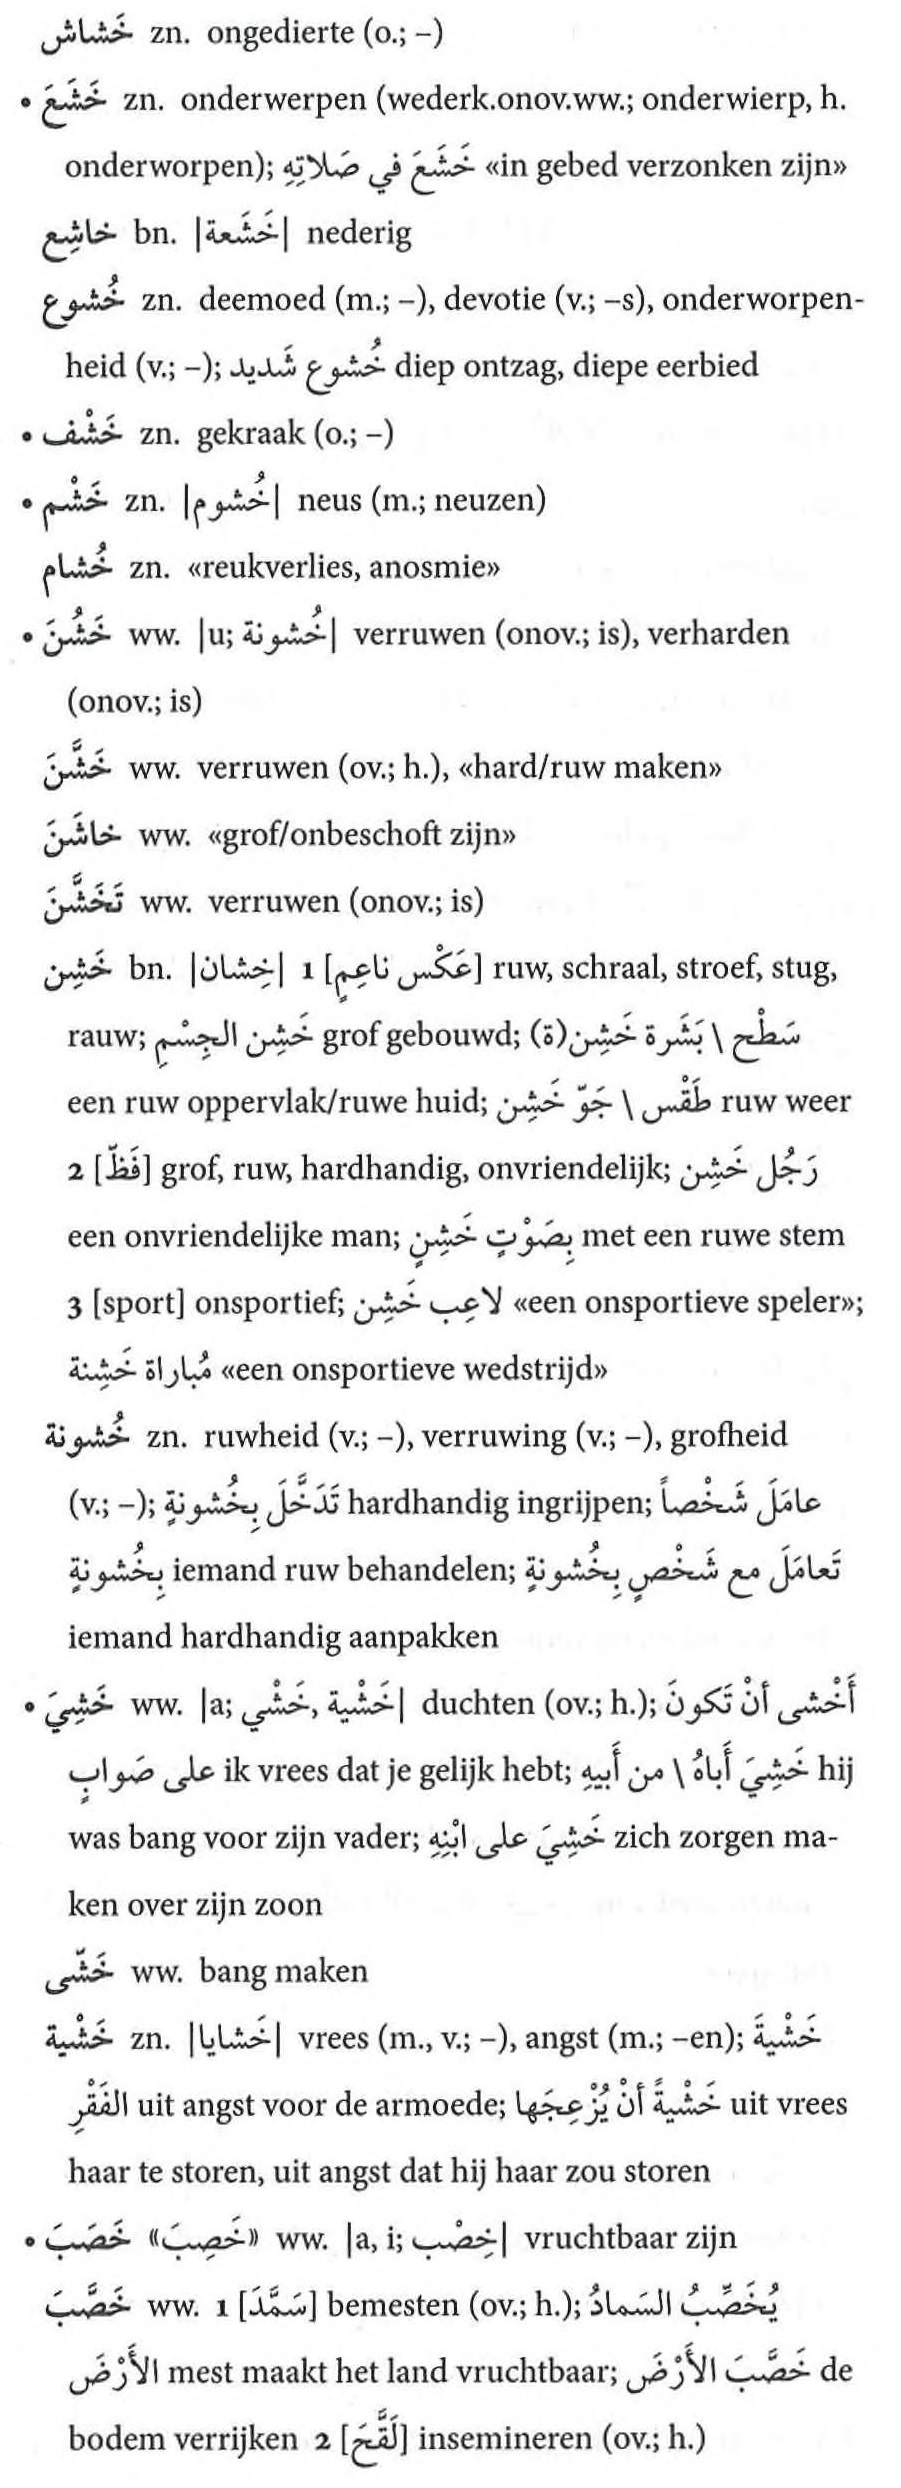 خَشاش zn. ongedierte (o.; –)
• خَشَعَ zn. onderwerpen (wederk.onov.ww.; onderwierp, h.
onderworpen); خَشَعَ في صَلاتِهِ «in gebed verzonken zijn»
خاشِع bn. |خَشَعة| nederig
خُشوع zn. deemoed (m.; –), devotie (v.; –s), onderworpen-
heid (v.; –); خُشوع شَديد diep ontzag, diepe eerbied
• خَشْف zn. gekraak (o.; –)
• خَشْم zn. |خُشوم| neus (m.; neuzen)
خُشام zn. «reukverlies, anosmie»
• خَشُنَ ww. |u; خُشونة| verruwen (onov.; is), verharden
(onov.; is)
خَشَّنَ ww. verruwen (ov.; h.), «hard/ruw maken»
خاشَنَ ww. «grof/onbeschoft zijn»
تَخَشَّنَ ww. verruwen (onov.; is)
خَشِن bn. |خِشان| 1 [عَكْس ناعِمٍ] ruw, schraal, stroef, stug,
rauw; خَشِن الجِسْمِ grof gebouwd; سَطْح \ بَشَرة خَشِن(ة)
een ruw oppervlak/ruwe huid; طَقْس \ جَوّ خَشِن ruw weer
2 [فَظّ] grof, ruw, hardhandig, onvriendelijk; رَجُل خَشِن
een onvriendelijke man; بِصَوْتٍ خَشِنٍ met een ruwe stem
3 [sport] onsportief; لاعِب خَشِن «een onsportieve speler»;
مُباراة خَشِنة «een onsportieve wedstrijd»
خُشونة zn. ruwheid (v.; –), verruwing (v.; –), grofheid
(v.; –); تَدَخَّلَ بِخُشونةٍ hardhandig ingrijpen; عامَلَ شَخْصاً
بِخُشونةٍ iemand ruw behandelen; تَعامَلَ مع شَخْصٍ بِخُشونةٍ
iemand hardhandig aanpakken
• خَشِيَ ww. |a; خَشْية, خَشْي| duchten (ov.; h.); أَخْشى أنْ تَكونَ
على صَوابٍ ik vrees dat je gelijk hebt; خَشِيَ أَباهُ \ من أَبيهِ hij
was bang voor zijn vader; خَشِيَ على ابْنِهِ zich zorgen ma-
ken over zijn zoon
خَشّى ww. bang maken
خَشْية zn. |خَشايا| vrees (m., v.; –), angst (m.; –en); خَشْيةَ
الفَقْرِ uit angst voor de armoede; خَشْيةً أنْ يُزْعِجَها uit vrees
haar te storen, uit angst dat hij haar zou storen
• خَصَبَ «خَصِبَ» ww. |a, i; خِصْب| vruchtbaar zijn
خَصَّبَ ww. 1 [سَمَّدَ] bemesten (ov.; h.); يُخَصِّبُ السَمادُ
الأَرْضَ mest maakt het land vruchtbaar; خَصَّبَ الأَرْضَ de
bodem verrijken 2 [لَقَّحَ] insemineren (ov.; h.)